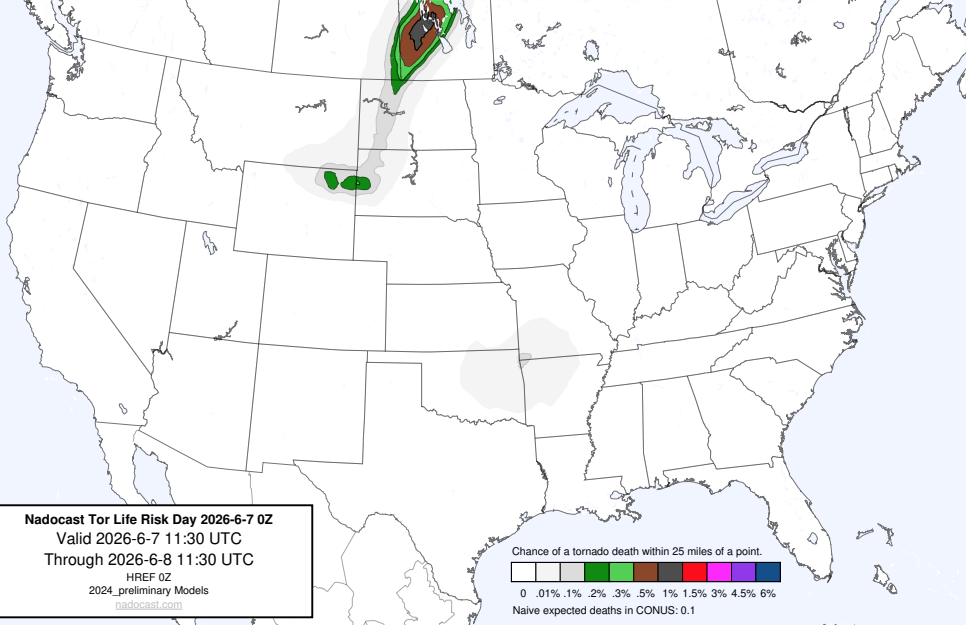 Nadocast Tor Life Risk Day 2026-6-7 0Z
Valid 2026-6-7 11:30 UTC
Through 2026-6-8 11:30 UTC
HREF 0Z
2024_preliminary Models
nadocast.com
Chance of a tornado death within 25 miles of a point.
0 .01% .1% .2% .3% .5% 1% 1.5% 3% 4.5% 6%
Naive expected deaths in CONUS: 0.1